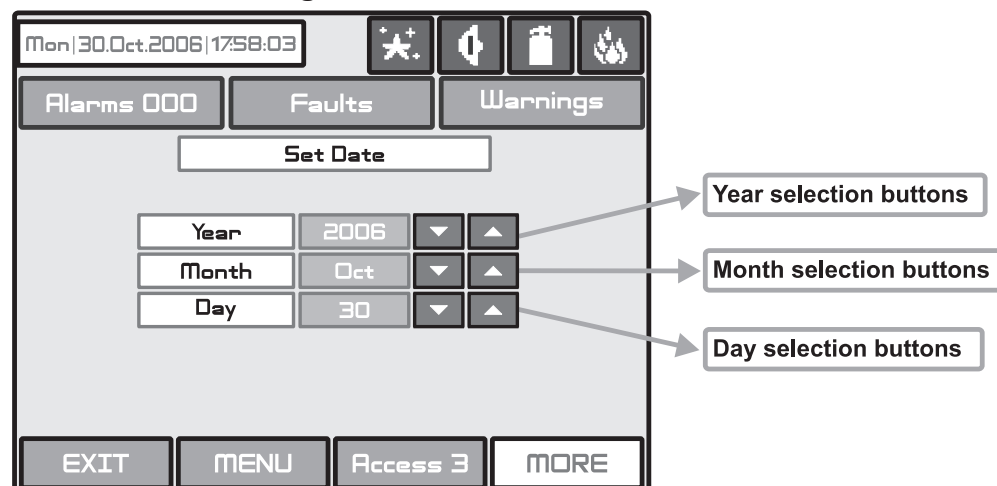 Mon|30.Oct.2006|17:58:03
Alarms 000 Faults Warnings
Set Date
Year 2006
Month Oct
Day 30
Year selection buttons
Month selection buttons
Day selection buttons
EXIT MENU Access 3 MORE